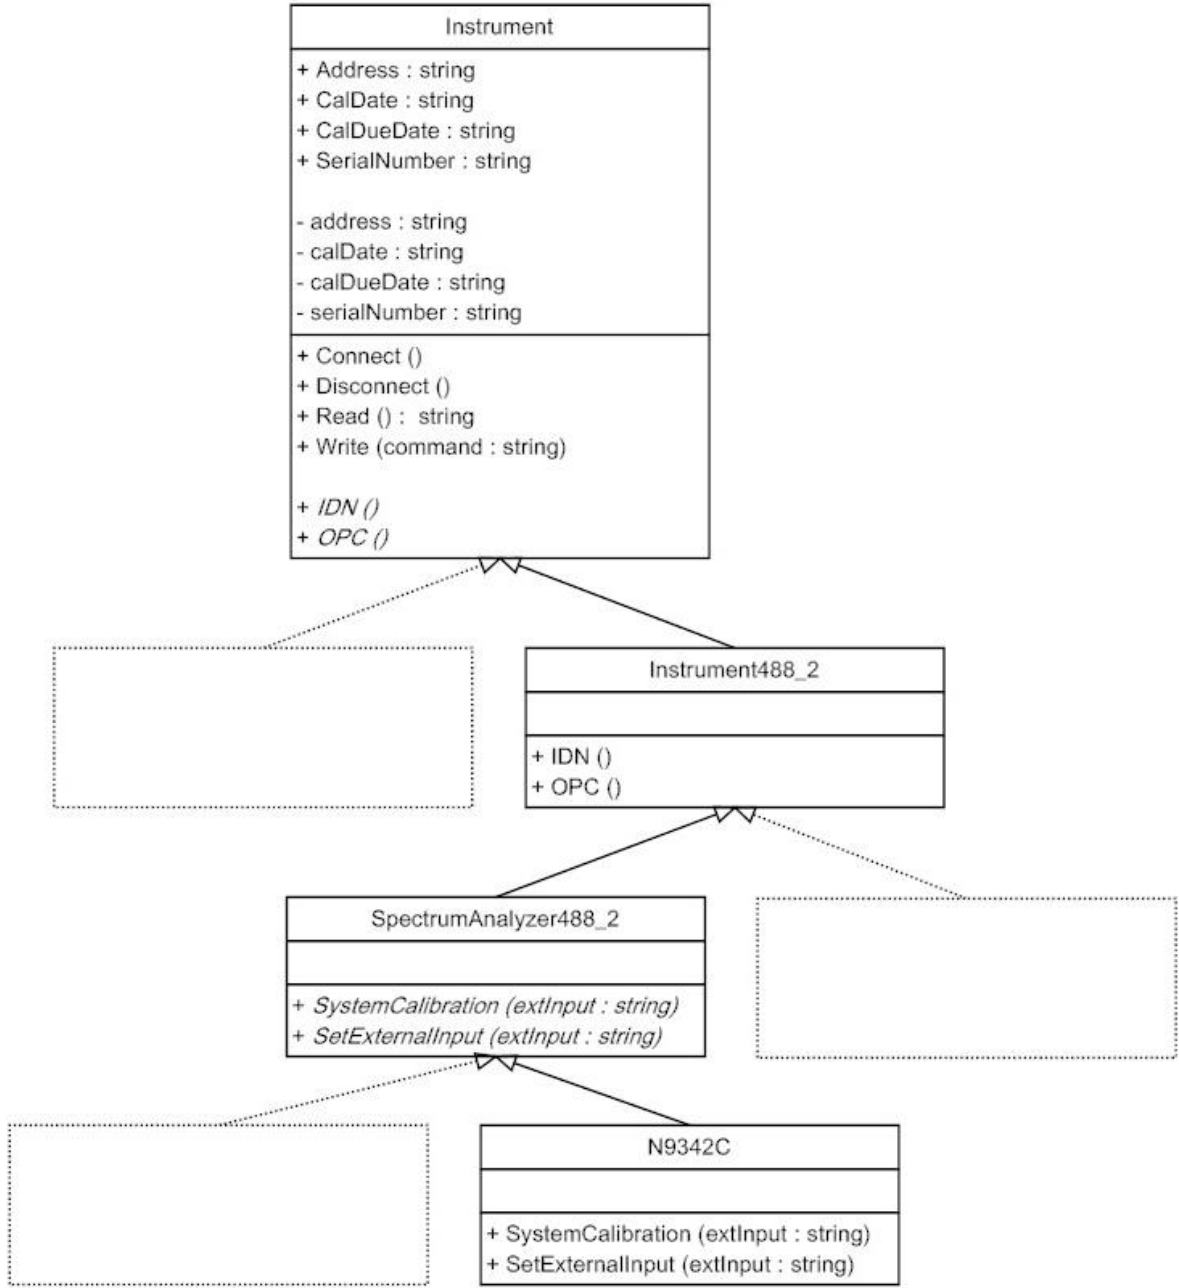 Instrument
+ Address : string
+ CalDate : string
+ CalDueDate : string
+ SerialNumber : string
- address : string
- calDate : string
- calDueDate : string
- serialNumber : string
+ Connect ()
+ Disconnect ()
+ Read () :  string
+ Write (command : string)
+ IDN ()
+ OPC ()
Instrument488_2
+ IDN ()
+ OPC ()
SpectrumAnalyzer488_2
+ SystemCalibration (extInput : string)
+ SetExternalInput (extInput : string)
N9342C
+ SystemCalibration (extInput : string)
+ SetExternalInput (extInput : string)